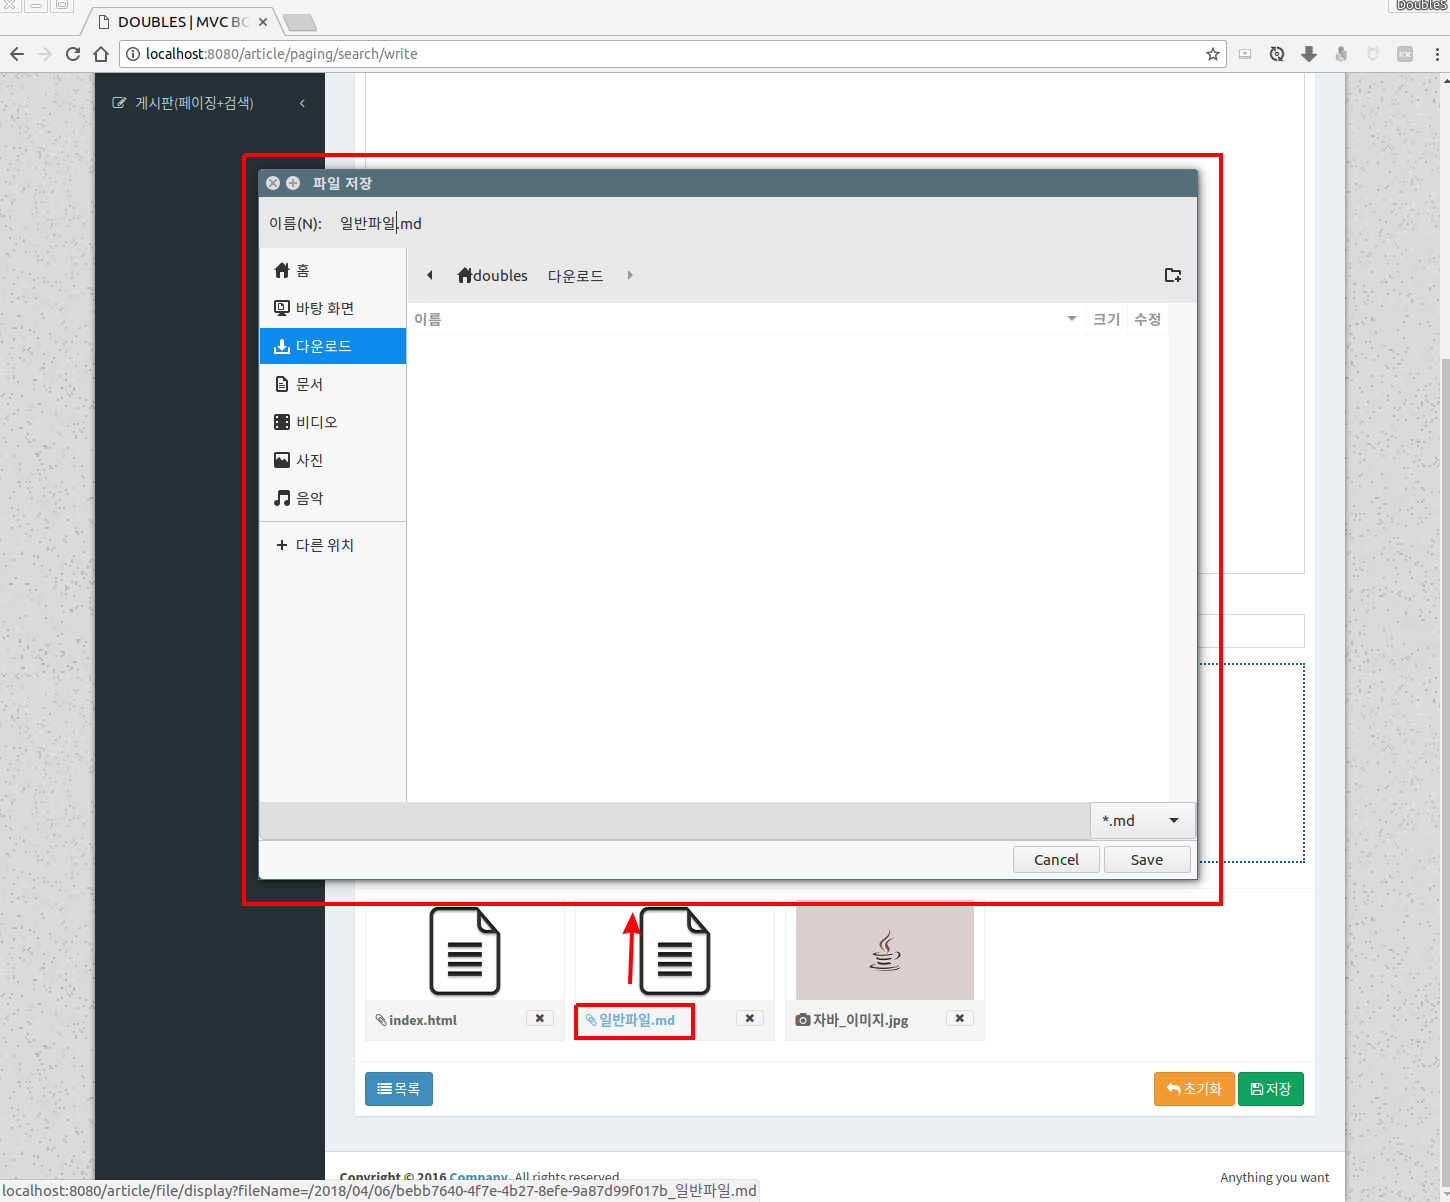 DoubleS
DOUBLES | MVC BO
localhost:8080/article/paging/search/write
게시판(페이징+검색)
파일 저장
이름(N): 일반파일.md
홈
doubles 다운로드
바탕 화면
이름 크기 수정
다운로드
문서
비디오
사진
음악
다른 위치
*.md
Cancel Save
index.html
일반파일.md
자바_이미지.jpg
목록
초기화 저장
Copyright © 2016 Company. All rights reserved.
Anything you want
localhost:8080/article/file/display?fileName=/2018/04/06/bebb7640-4f7e-4b27-8efe-9a87d99f017b_일반파일.md